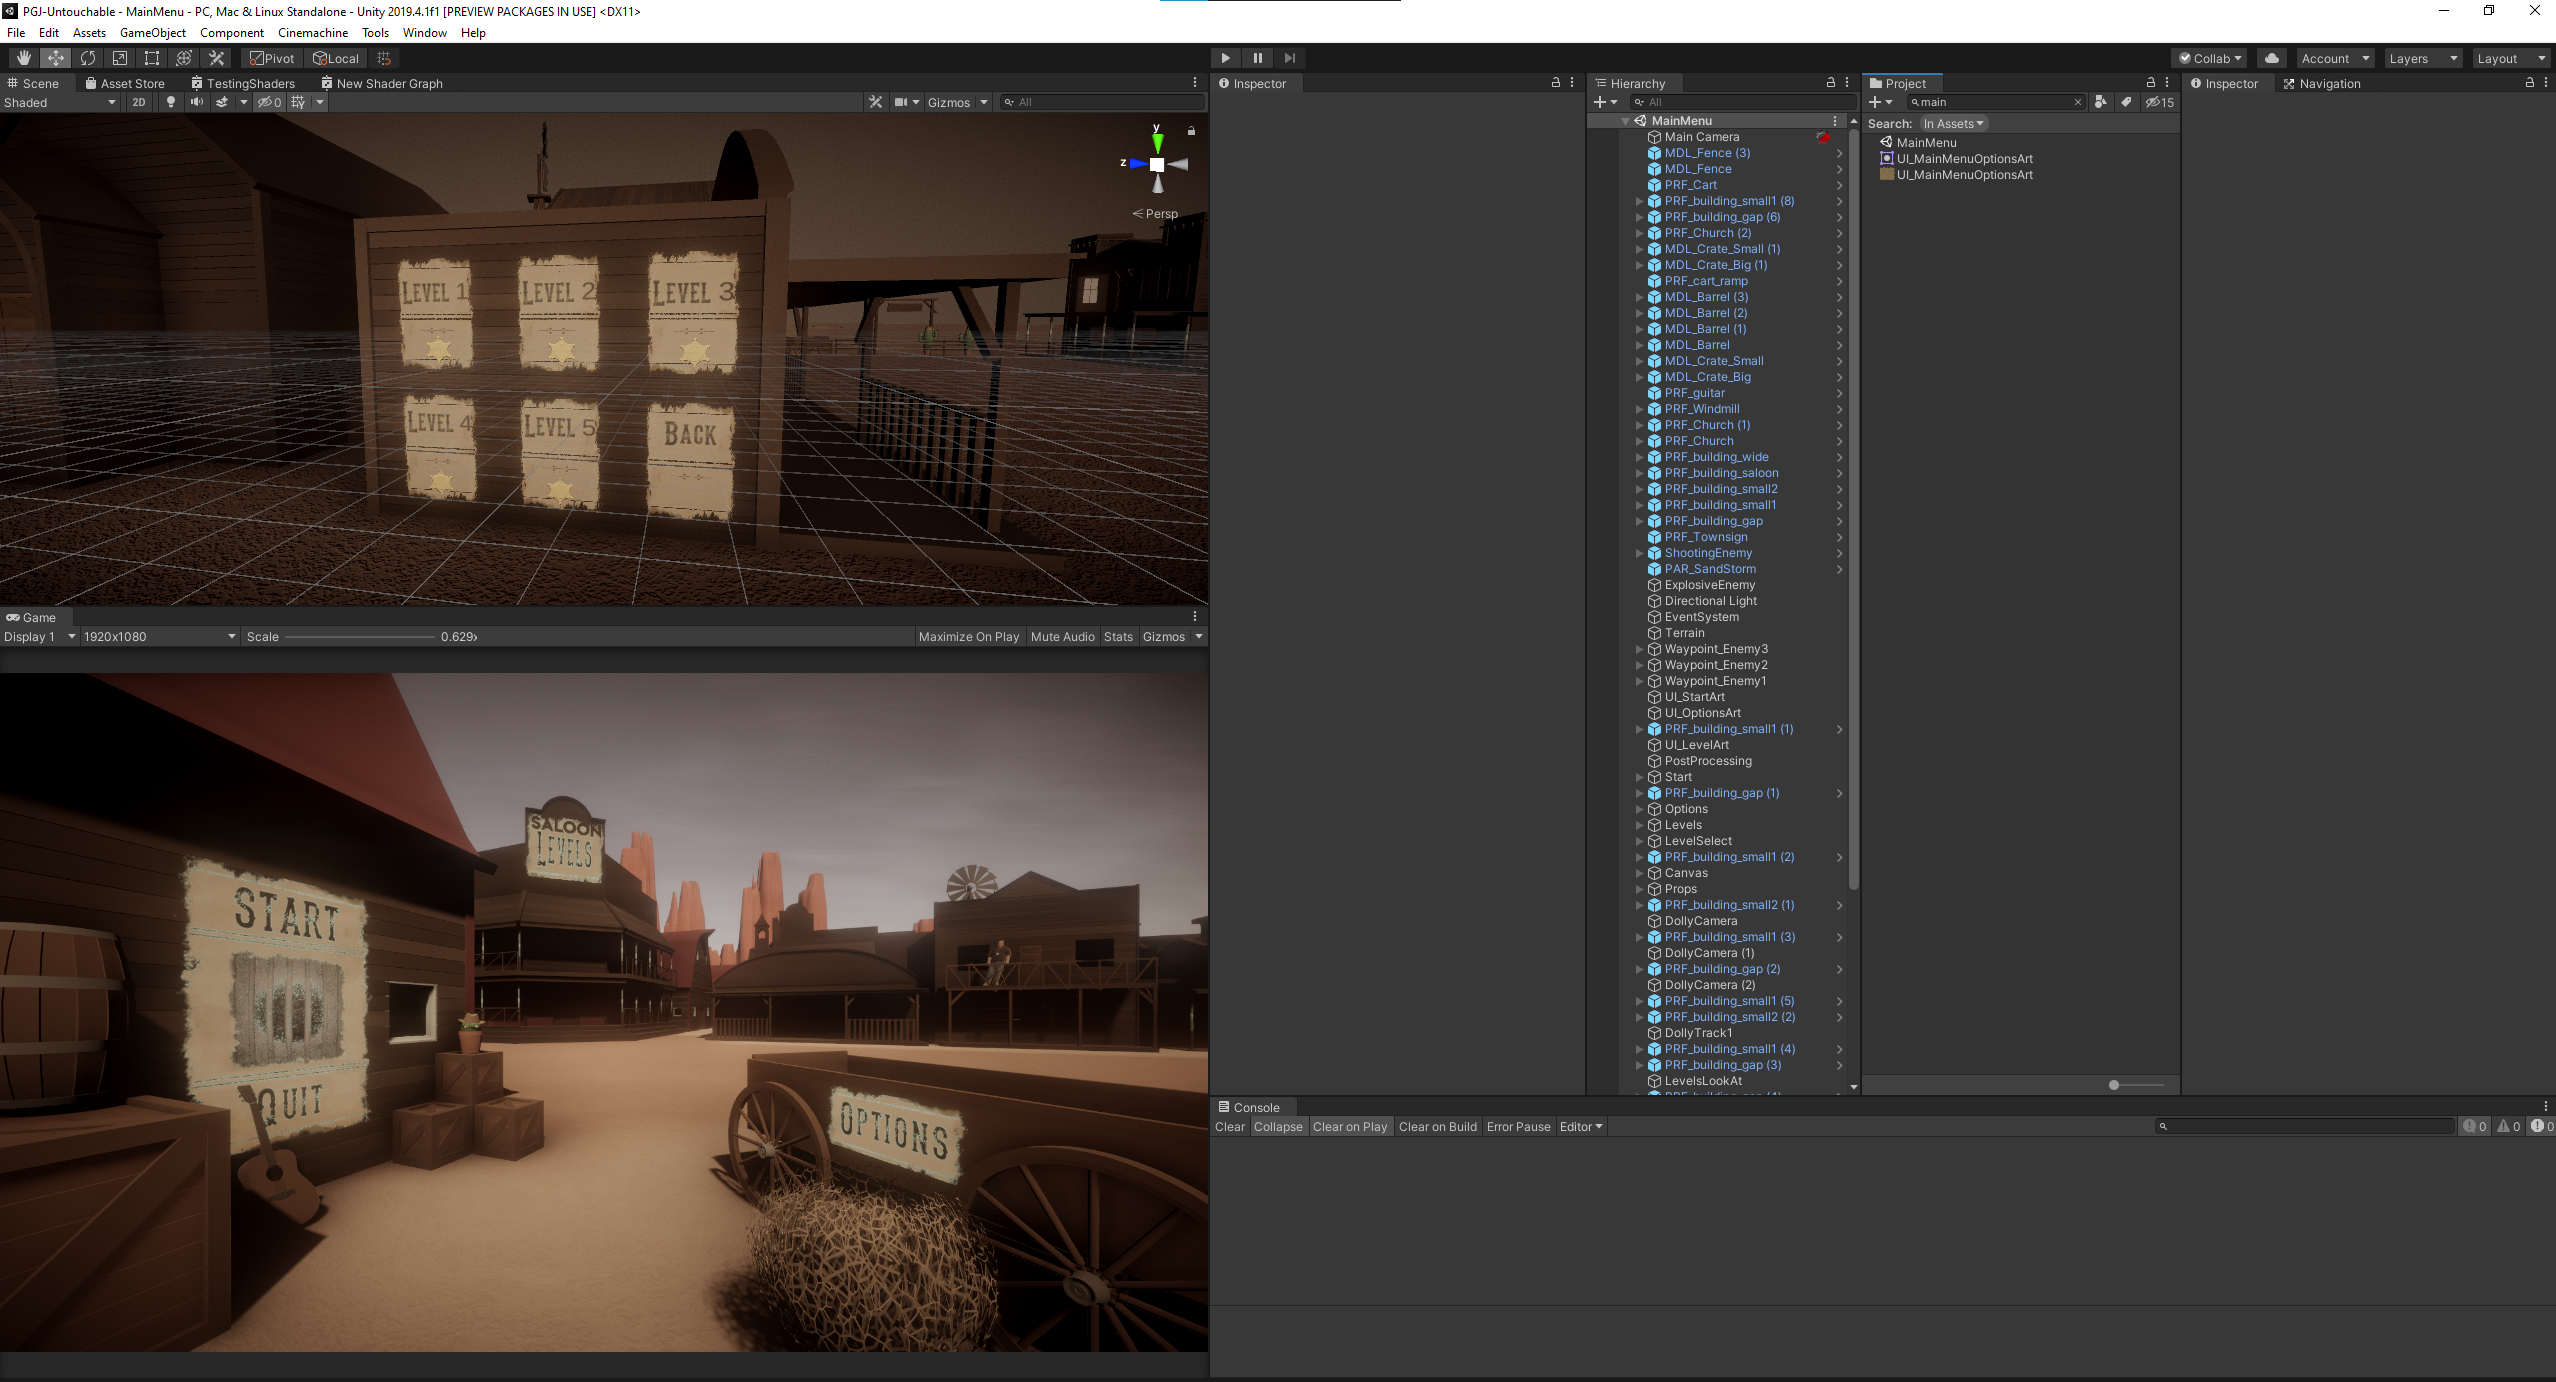 PGJ-Untouchable - MainMenu - PC, Mac & Linux Standalone - Unity 2019.4.1f1 [PREVIEW PACKAGES IN USE] <DX11>
File Edit Assets GameObject Component Cinemachine Tools Window Help
Pivot Local
Collab Account Layers Layout
Scene Asset Store TestingShaders New Shader Graph
Shaded 2D 0 Gizmos All
y
z
Persp
LEVEL 1 LEVEL 2 LEVEL 3
LEVEL 4 LEVEL 5 BACK
Game
Display 1 1920x1080 Scale 0.629x Maximize On Play Mute Audio Stats Gizmos
SALOON
LEVELS
START
QUIT
OPTIONS
Inspector
Hierarchy
All
MainMenu
Main Camera
MDL_Fence (3)
MDL_Fence
PRF_Cart
PRF_building_small1 (8)
PRF_building_gap (6)
PRF_Church (2)
MDL_Crate_Small (1)
MDL_Crate_Big (1)
PRF_cart_ramp
MDL_Barrel (3)
MDL_Barrel (2)
MDL_Barrel (1)
MDL_Barrel
MDL_Crate_Small
MDL_Crate_Big
PRF_guitar
PRF_Windmill
PRF_Church (1)
PRF_Church
PRF_building_wide
PRF_building_saloon
PRF_building_small2
PRF_building_small1
PRF_building_gap
PRF_Townsign
ShootingEnemy
PAR_SandStorm
ExplosiveEnemy
Directional Light
EventSystem
Terrain
Waypoint_Enemy3
Waypoint_Enemy2
Waypoint_Enemy1
UI_StartArt
UI_OptionsArt
PRF_building_small1 (1)
UI_LevelArt
PostProcessing
Start
PRF_building_gap (1)
Options
Levels
LevelSelect
PRF_building_small1 (2)
Canvas
Props
PRF_building_small2 (1)
DollyCamera
PRF_building_small1 (3)
DollyCamera (1)
PRF_building_gap (2)
DollyCamera (2)
PRF_building_small1 (5)
PRF_building_small2 (2)
DollyTrack1
PRF_building_small1 (4)
PRF_building_gap (3)
LevelsLookAt
Project
main 15
Search: In Assets
MainMenu
UI_MainMenuOptionsArt
UI_MainMenuOptionsArt
Inspector Navigation
Console
Clear Collapse Clear on Play Clear on Build Error Pause Editor 0 0 0